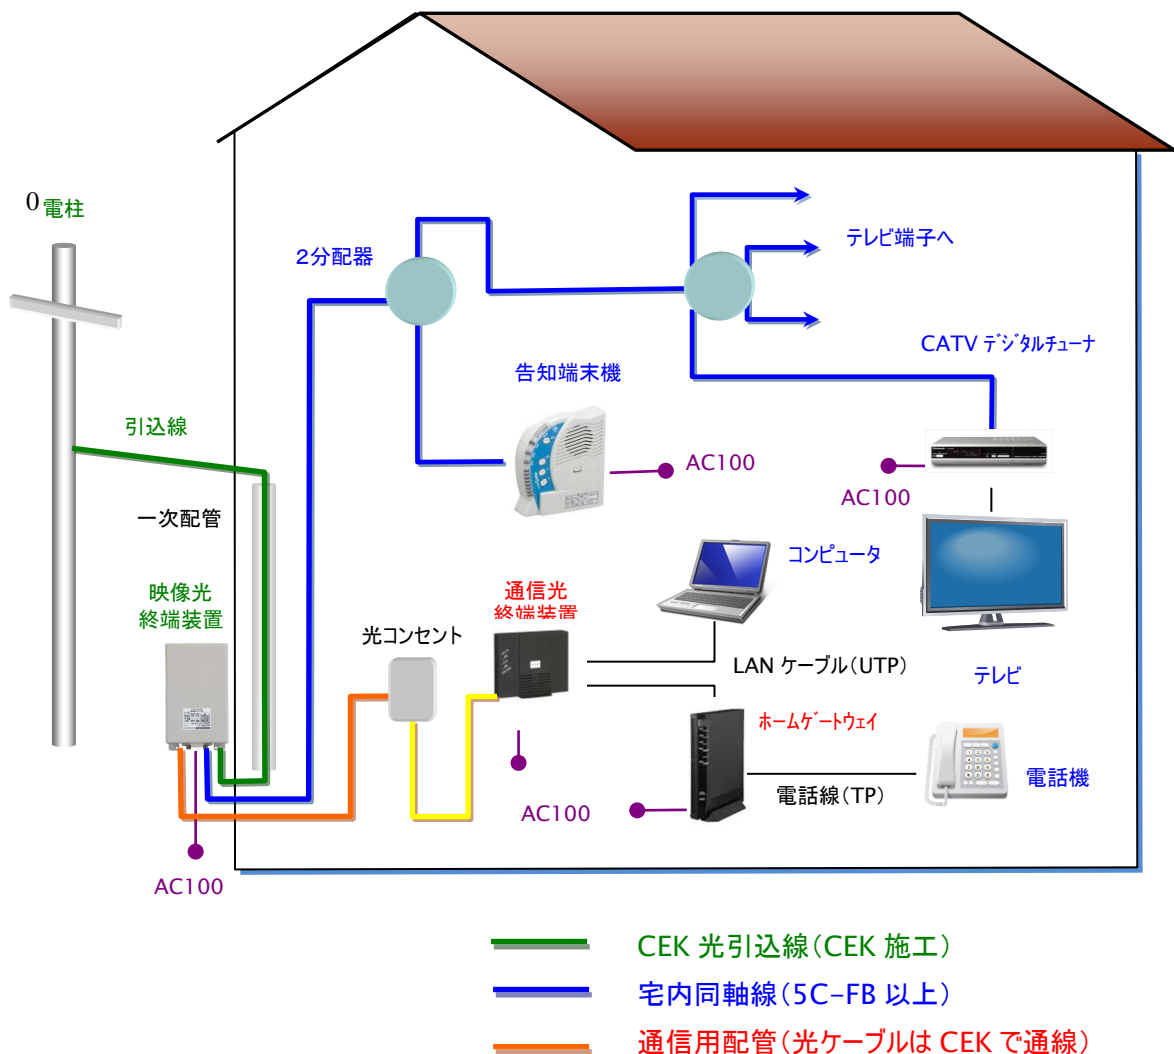 0電柱
2分配器
テレビ端子へ
CATV デジタルチューナ
告知端末機
引込線
AC100
AC100
一次配管
コンピュータ
映像光
終端装置
通信光
終端装置
光コンセント
LAN ケーブル(UTP)
テレビ
ホームゲートウェイ
電話機
電話線(TP)
AC100
AC100
CEK 光引込線(CEK 施工)
宅内同軸線(5C-FB 以上)
通信用配管(光ケーブルは CEK で通線)